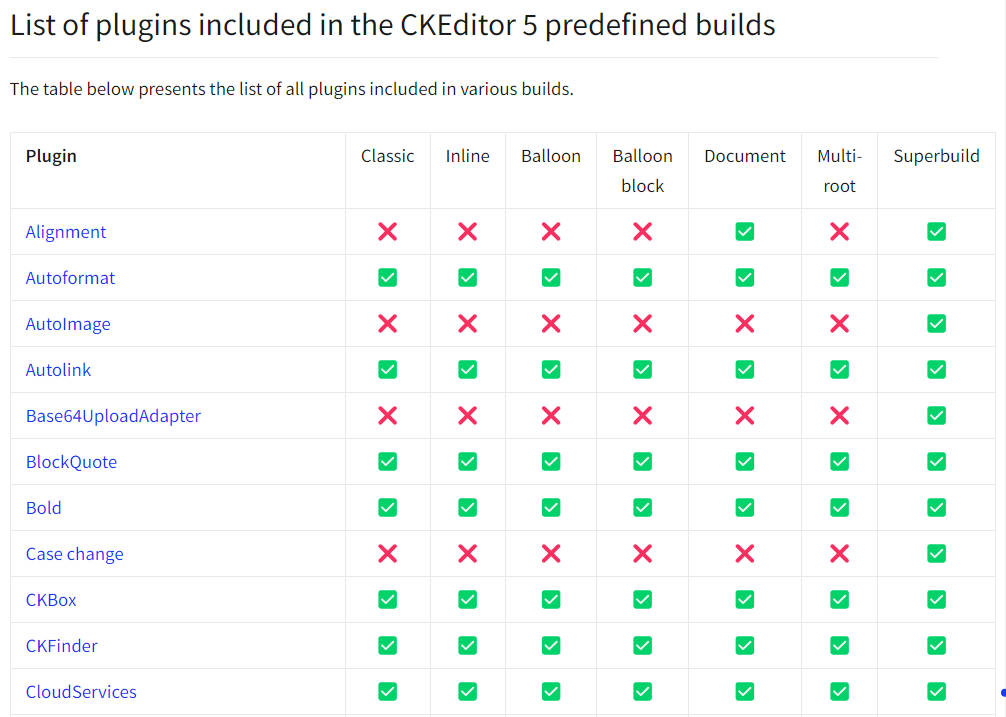 List of plugins included in the CKEditor 5 predefined builds
The table below presents the list of all plugins included in various builds.
Plugin Classic Inline Balloon Balloon block Document Multi-root Superbuild
Alignment ❌ ❌ ❌ ❌ ✅ ❌ ✅
Autoformat ✅ ✅ ✅ ✅ ✅ ✅ ✅
AutoImage ❌ ❌ ❌ ❌ ❌ ❌ ✅
Autolink ✅ ✅ ✅ ✅ ✅ ✅ ✅
Base64UploadAdapter ❌ ❌ ❌ ❌ ❌ ❌ ✅
BlockQuote ✅ ✅ ✅ ✅ ✅ ✅ ✅
Bold ✅ ✅ ✅ ✅ ✅ ✅ ✅
Case change ❌ ❌ ❌ ❌ ❌ ❌ ✅
CKBox ✅ ✅ ✅ ✅ ✅ ✅ ✅
CKFinder ✅ ✅ ✅ ✅ ✅ ✅ ✅
CloudServices ✅ ✅ ✅ ✅ ✅ ✅ ✅